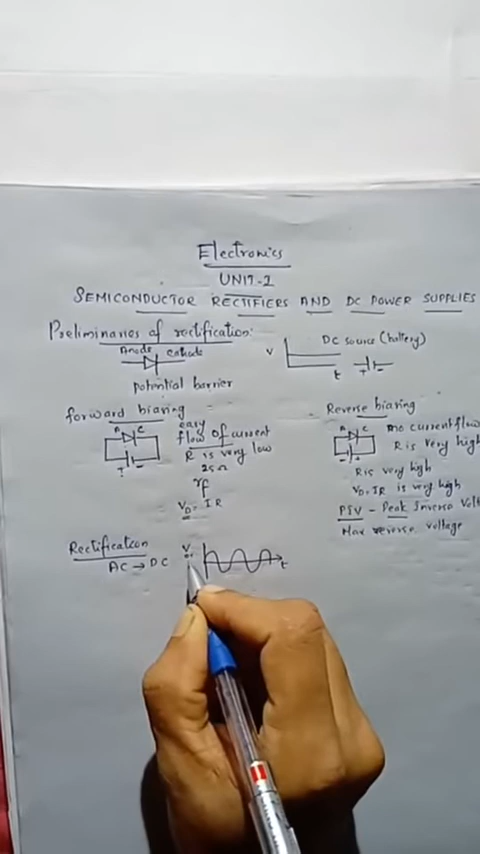 Electronics
UNIT-2
SEMICONDUCTOR RECTIFIERS AND DC POWER SUPPLIES
Preliminaries of rectification:
Anode cathode
V
DC source (battery)
t
+ -
Potential barrier
forward biasing
A C
+ -
easy
flow of current
R is very low
25Ω
rf
VD = IR
Reverse biasing
A C
- +
no current flow
R is very high
R is very high
VD = IR is very high
PIV - Peak Inverse Volt
Max reverse voltage
Rectification
AC → DC
V
t